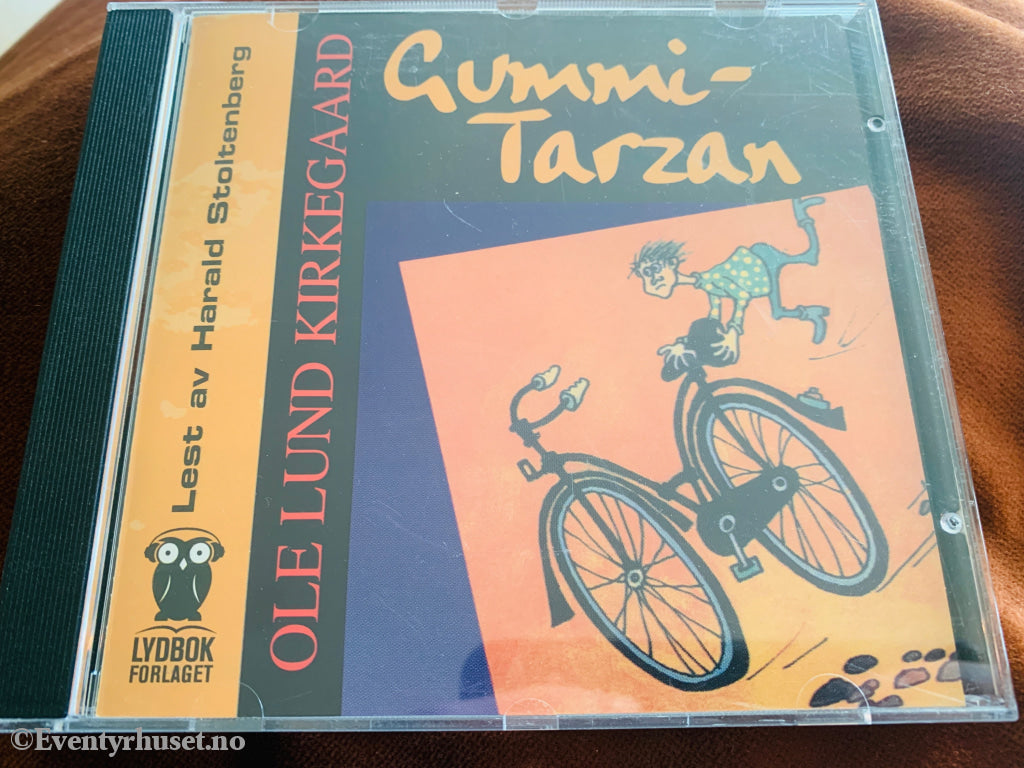 Gummi-
Tarzan
OLE LUND KIRKEGAARD
Lest av Harald Stoltenberg
LYDBOK
FORLAGET
©Eventyrhuset.no